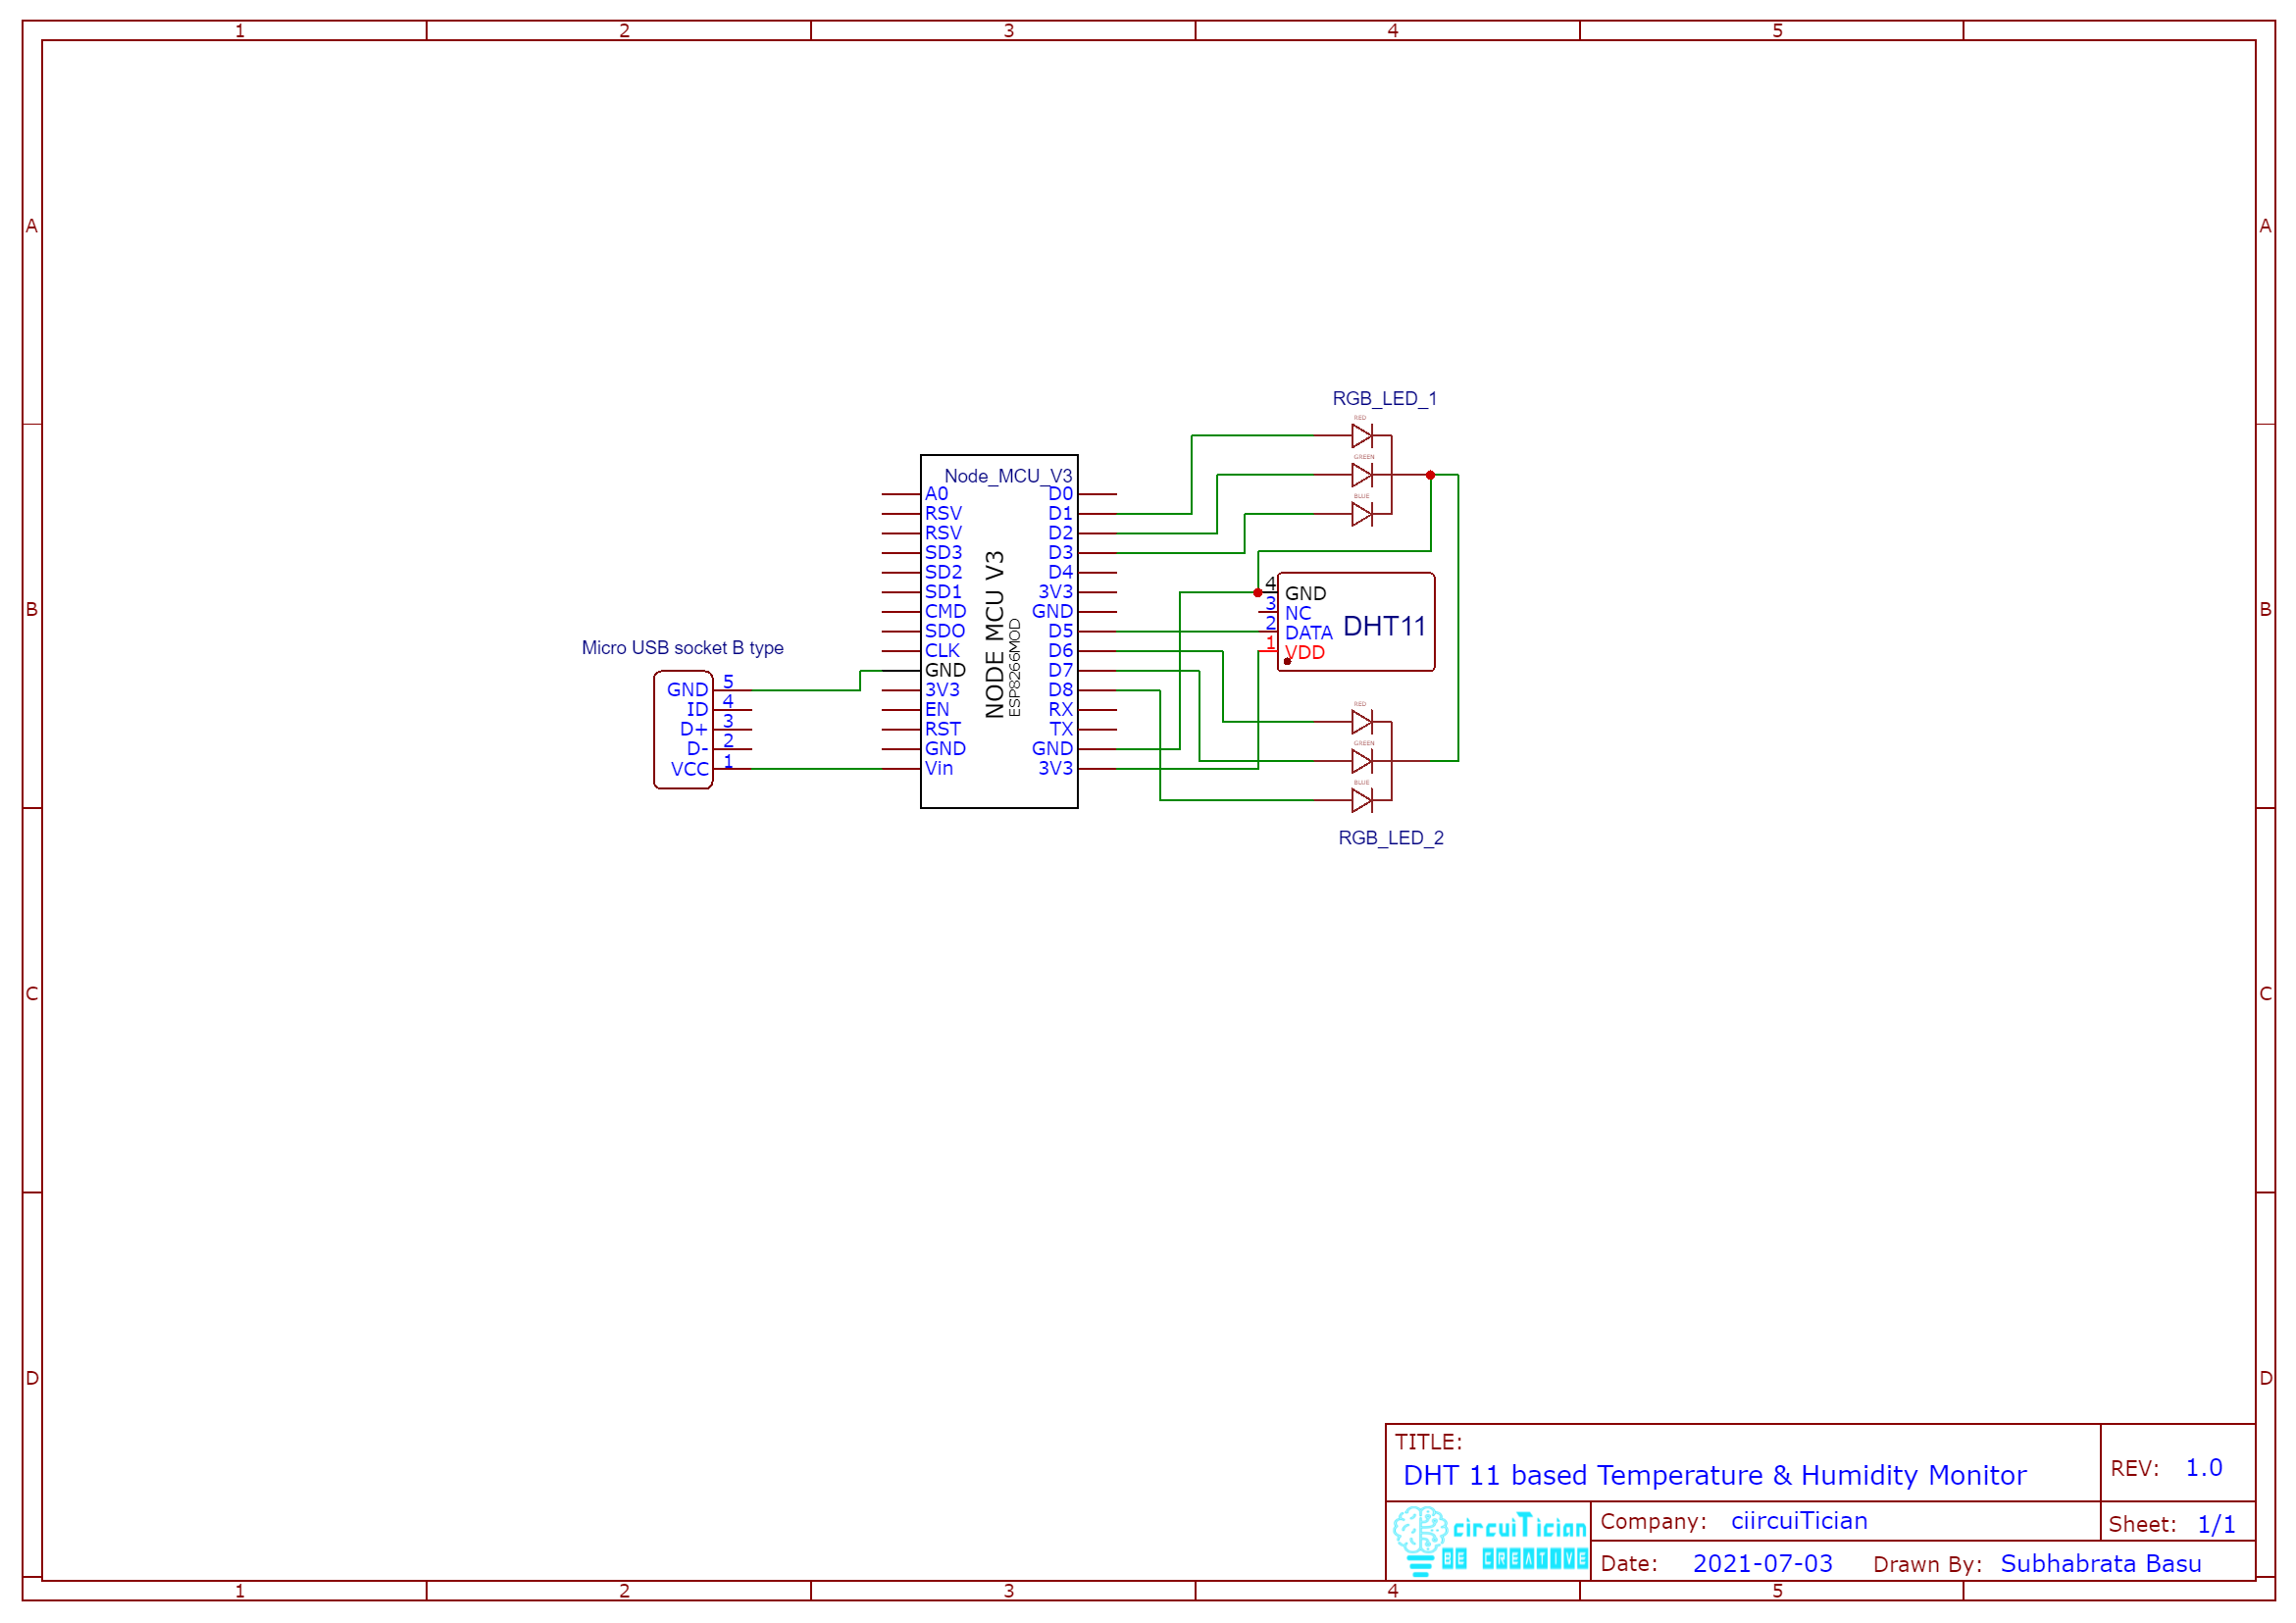 1 2 3 4 5
A A
RGB_LED_1
RED
GREEN
BLUE
Node_MCU_V3
A0 D0
RSV D1
RSV D2
SD3 D3
SD2 D4
SD1 3V3
CMD GND
SDO D5
CLK D6
GND D7
3V3 D8
EN RX
RST TX
GND GND
Vin 3V3
NODE MCU V3
ESP8266MOD
B B
4 GND
3 NC
2 DATA
1 VDD
DHT11
Micro USB socket B type
GND 5
ID 4
D+ 3
D- 2
VCC 1
RED
GREEN
BLUE
RGB_LED_2
C C
D D
TITLE:
DHT 11 based Temperature & Humidity Monitor
REV: 1.0
circuiTician
BE CREATIVE
Company: ciircuiTician
Sheet: 1/1
Date: 2021-07-03 Drawn By: Subhabrata Basu
1 2 3 4 5